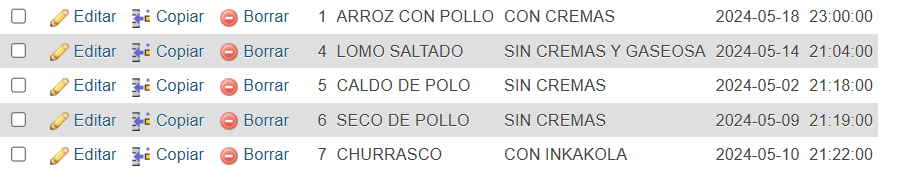 Editar Copiar Borrar 1 ARROZ CON POLLO CON CREMAS 2024-05-18 23:00:00
Editar Copiar Borrar 4 LOMO SALTADO SIN CREMAS Y GASEOSA 2024-05-14 21:04:00
Editar Copiar Borrar 5 CALDO DE POLO SIN CREMAS 2024-05-02 21:18:00
Editar Copiar Borrar 6 SECO DE POLLO SIN CREMAS 2024-05-09 21:19:00
Editar Copiar Borrar 7 CHURRASCO CON INKAKOLA 2024-05-10 21:22:00